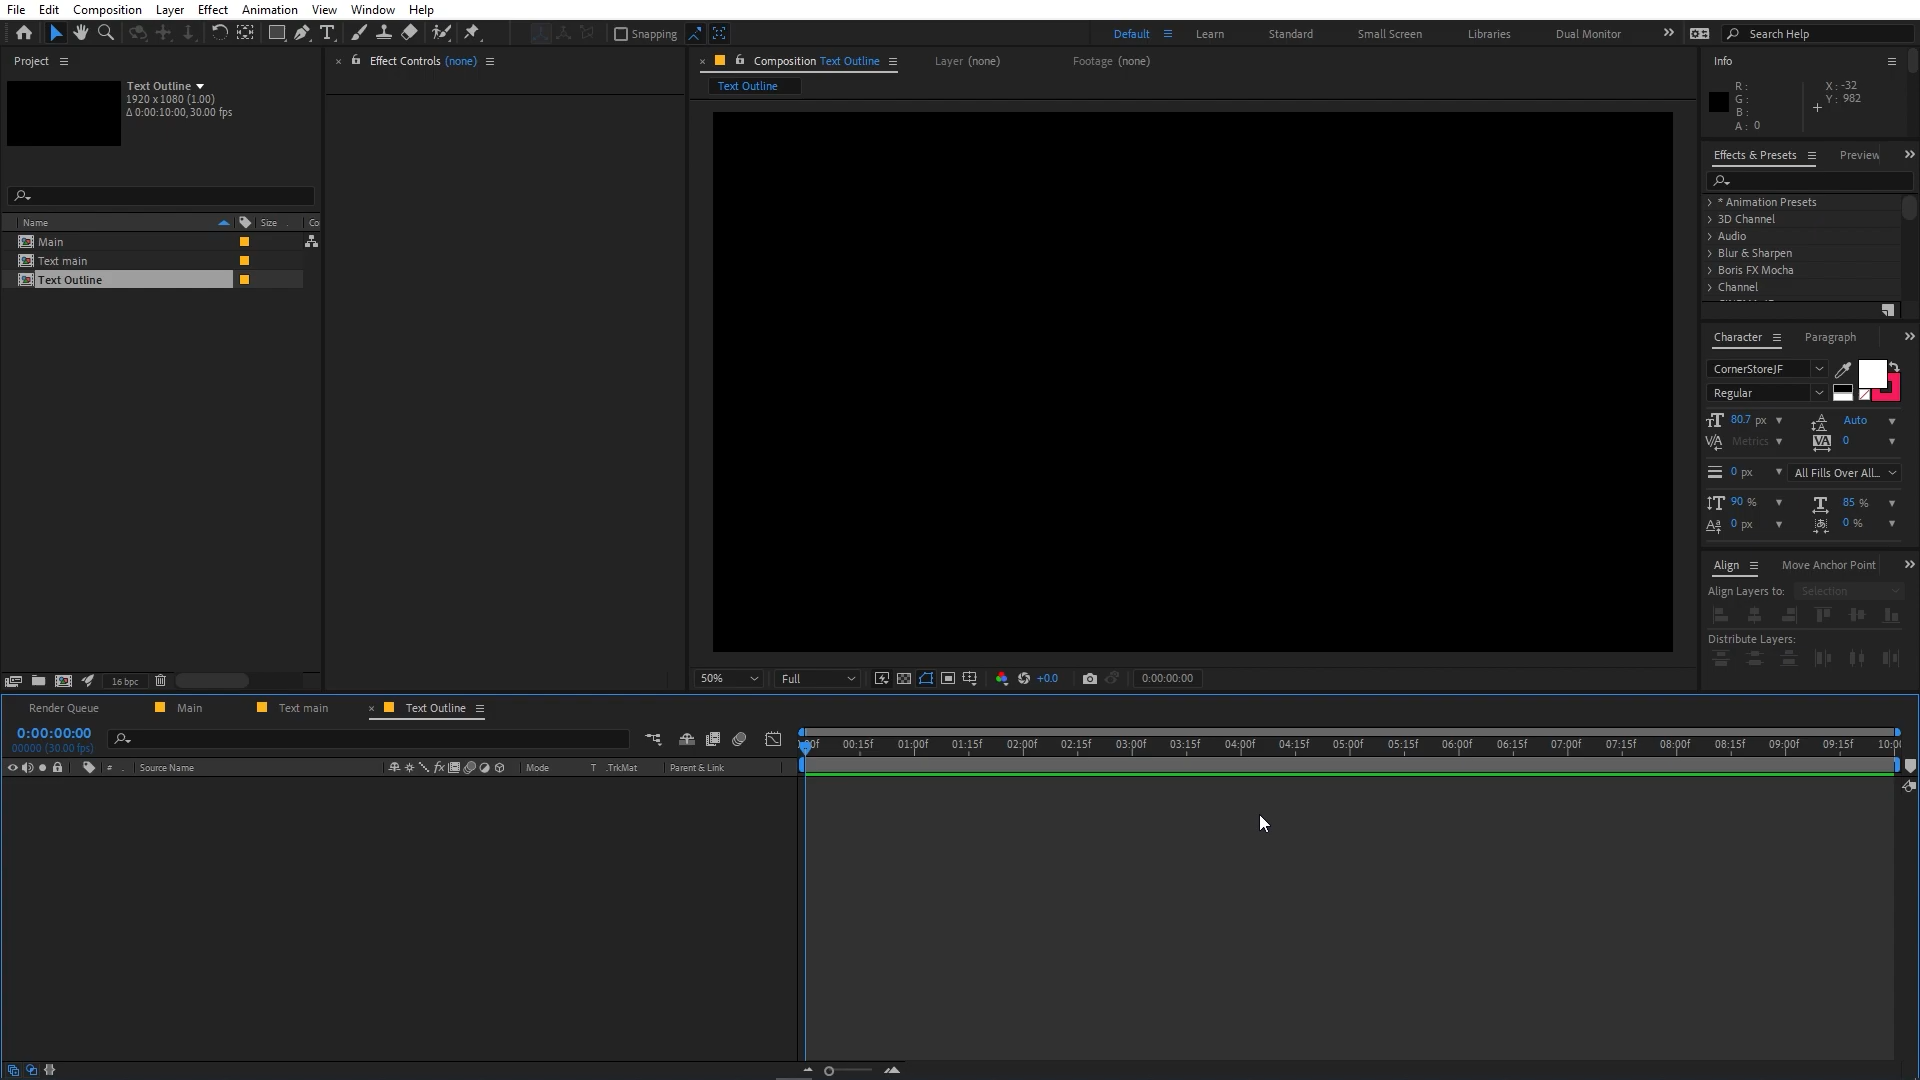 File Edit Composition Layer Effect Animation View Window Help
Snapping
Default Learn Standard Small Screen Libraries Dual Monitor Search Help
Project
Text Outline
1920 x 1080 (1.00)
Δ 0:00:10:00, 30.00 fps
Name Size Co
Main
Text main
Text Outline
16 bpc
Effect Controls (none)
Composition Text Outline Layer (none) Footage (none)
Text Outline
50% Full +0.0 0:00:00:00
Info
R : X : -32
G : Y : 982
B :
A : 0
Effects & Presets Preview
* Animation Presets
3D Channel
Audio
Blur & Sharpen
Boris FX Mocha
Channel
Character Paragraph
CornerStoreJF
Regular
80.7 px Auto
Metrics 0
0 px All Fills Over All...
90 % 85 %
0 px 0 %
Align Move Anchor Point
Align Layers to: Selection
Distribute Layers:
Render Queue Main Text main Text Outline
0:00:00:00
00000 (30.00 fps)
00f 00:15f 01:00f 01:15f 02:00f 02:15f 03:00f 03:15f 04:00f 04:15f 05:00f 05:15f 06:00f 06:15f 07:00f 07:15f 08:00f 08:15f 09:00f 09:15f 10:00
# Source Name fx Mode T .TrkMat Parent & Link